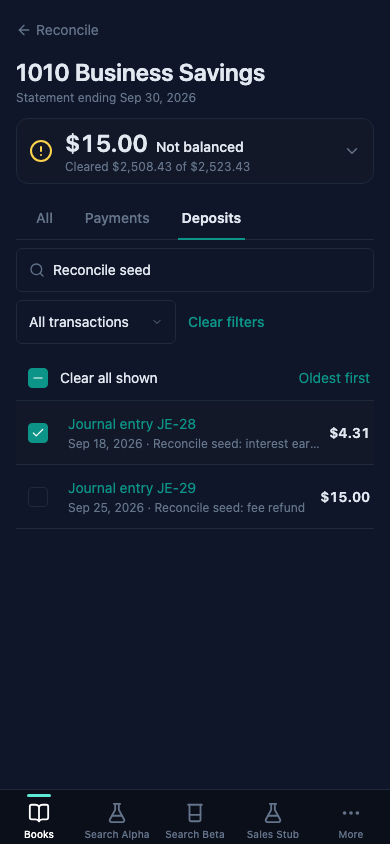 Reconcile
1010 Business Savings
Statement ending Sep 30, 2026
$15.00 Not balanced
Cleared $2,508.43 of $2,523.43
All Payments Deposits
Reconcile seed
All transactions Clear filters
Clear all shown Oldest first
Journal entry JE-28
$4.31
Sep 18, 2026 · Reconcile seed: interest ear...
Journal entry JE-29
$15.00
Sep 25, 2026 · Reconcile seed: fee refund
Books Search Alpha Search Beta Sales Stub More